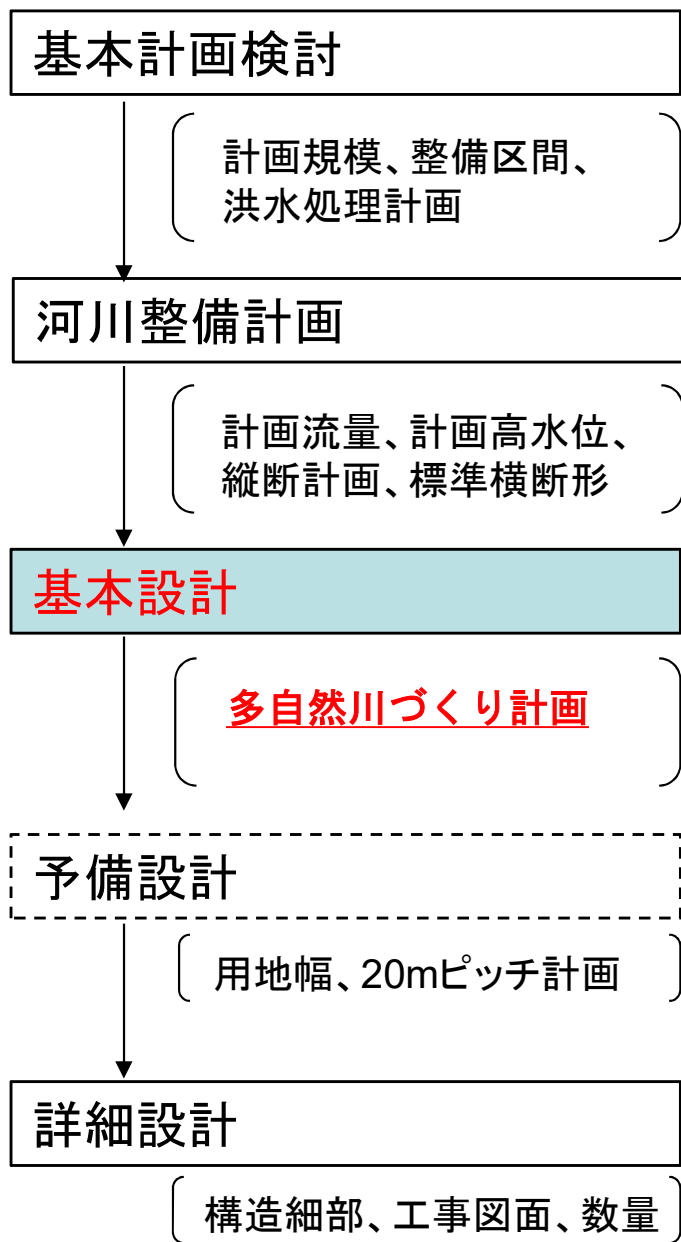 基本計画検討
計画規模、整備区間、
洪水処理計画
河川整備計画
計画流量、計画高水位、
縦断計画、標準横断形
基本設計
多自然川づくり計画
予備設計
用地幅、20mピッチ計画
詳細設計
構造細部、工事図面、数量